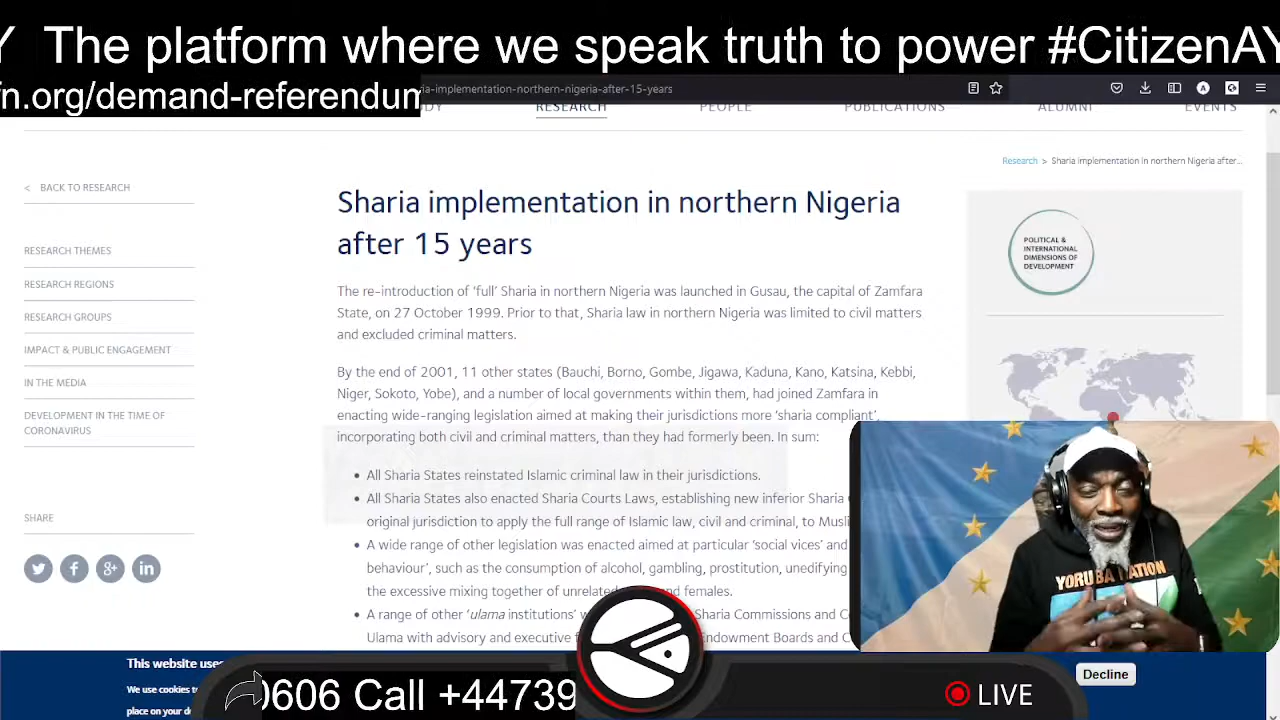 Y The platform where we speak truth to power #CitizenAY
fn.org/demand-referendum
ia-implementation-northern-nigeria-after-15-years
DY RESEARCH PEOPLE PUBLICATIONS ALUMNI EVENTS
Research > Sharia implementation in northern Nigeria after...
< BACK TO RESEARCH
RESEARCH THEMES
RESEARCH REGIONS
RESEARCH GROUPS
IMPACT & PUBLIC ENGAGEMENT
IN THE MEDIA
DEVELOPMENT IN THE TIME OF
CORONAVIRUS
SHARE
Sharia implementation in northern Nigeria
after 15 years
The re-introduction of ‘full’ Sharia in northern Nigeria was launched in Gusau, the capital of Zamfara
State, on 27 October 1999. Prior to that, Sharia law in northern Nigeria was limited to civil matters
and excluded criminal matters.
By the end of 2001, 11 other states (Bauchi, Borno, Gombe, Jigawa, Kaduna, Kano, Katsina, Kebbi,
Niger, Sokoto, Yobe), and a number of local governments within them, had joined Zamfara in
enacting wide-ranging legislation aimed at making their jurisdictions more ‘sharia compliant’,
incorporating both civil and criminal matters, than they had formerly been. In sum:
• All Sharia States reinstated Islamic criminal law in their jurisdictions.
• All Sharia States also enacted Sharia Courts Laws, establishing new inferior Sharia
original jurisdiction to apply the full range of Islamic law, civil and criminal, to Musli
• A wide range of other legislation was enacted aimed at particular ‘social vices’ and
behaviour’, such as the consumption of alcohol, gambling, prostitution, unedifying
the excessive mixing together of unrelated females.
• A range of other ‘ulama institutions’ Sharia Commissions and
Ulama with advisory and executive Endowment Boards and
POLITICAL &
INTERNATIONAL
DIMENSIONS OF
DEVELOPMENT
YORUBA NATION
This website uses
We use cookies to
place on your de
Decline
0606 Call +44739
LIVE